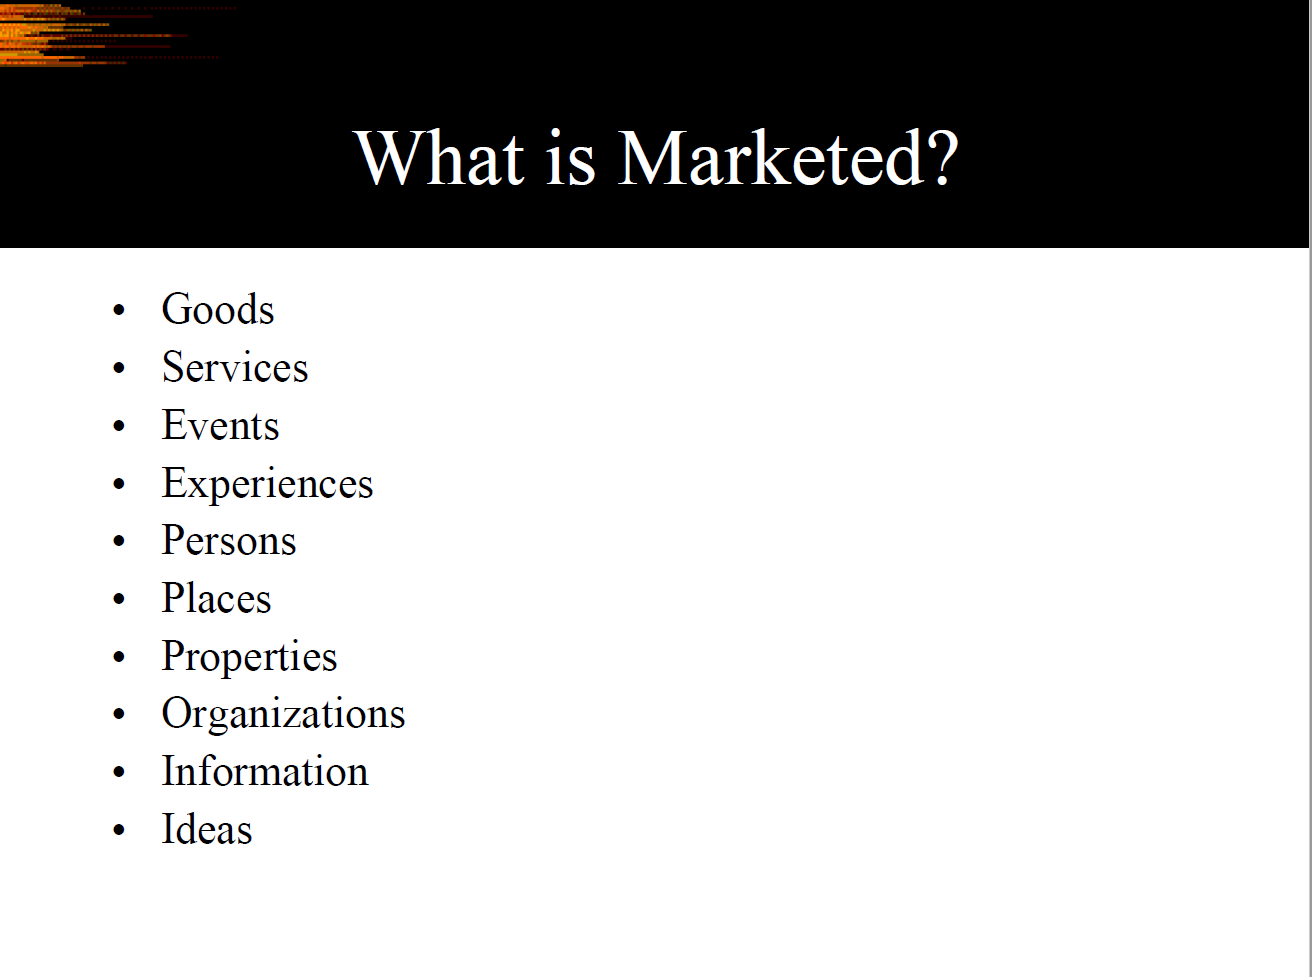 What is Marketed?
• Goods
• Services
• Events
• Experiences
• Persons
• Places
• Properties
• Organizations
• Information
• Ideas